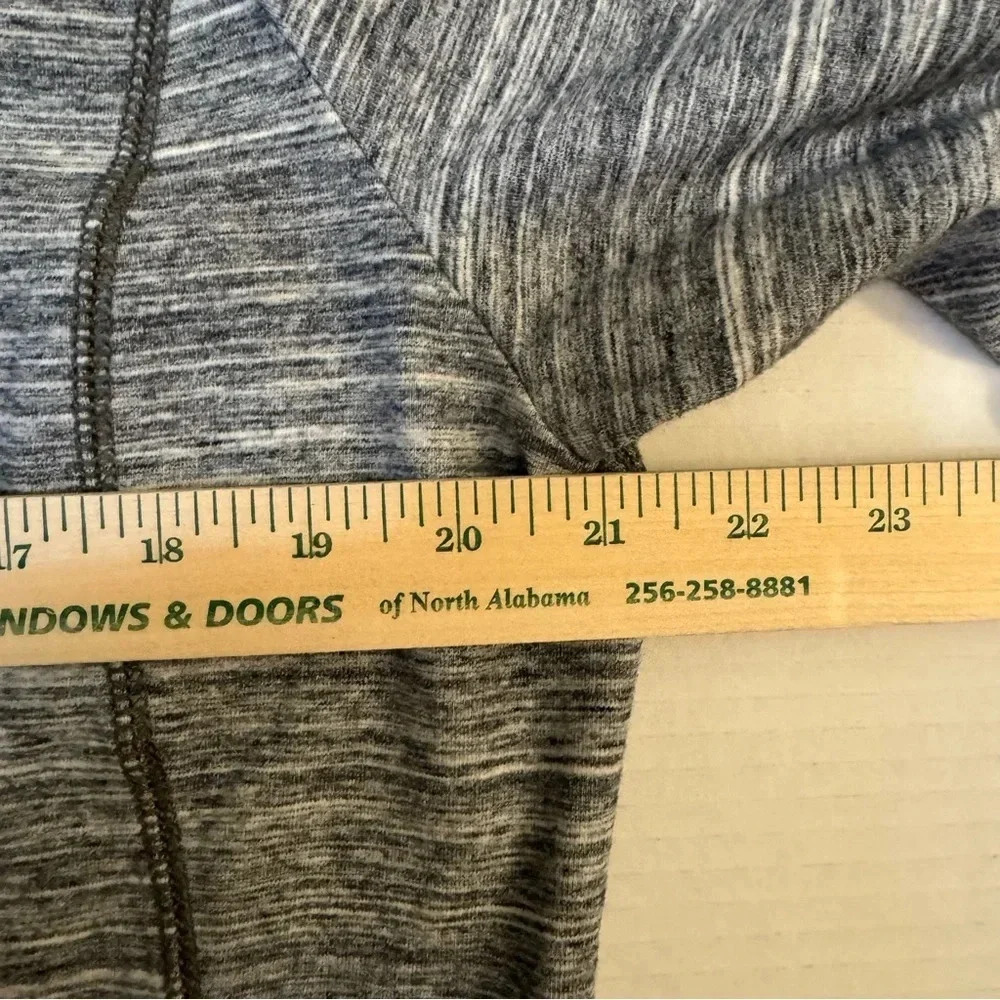 7 18 19 20 21 22 23
NDOWS & DOORS of North Alabama 256-258-8881